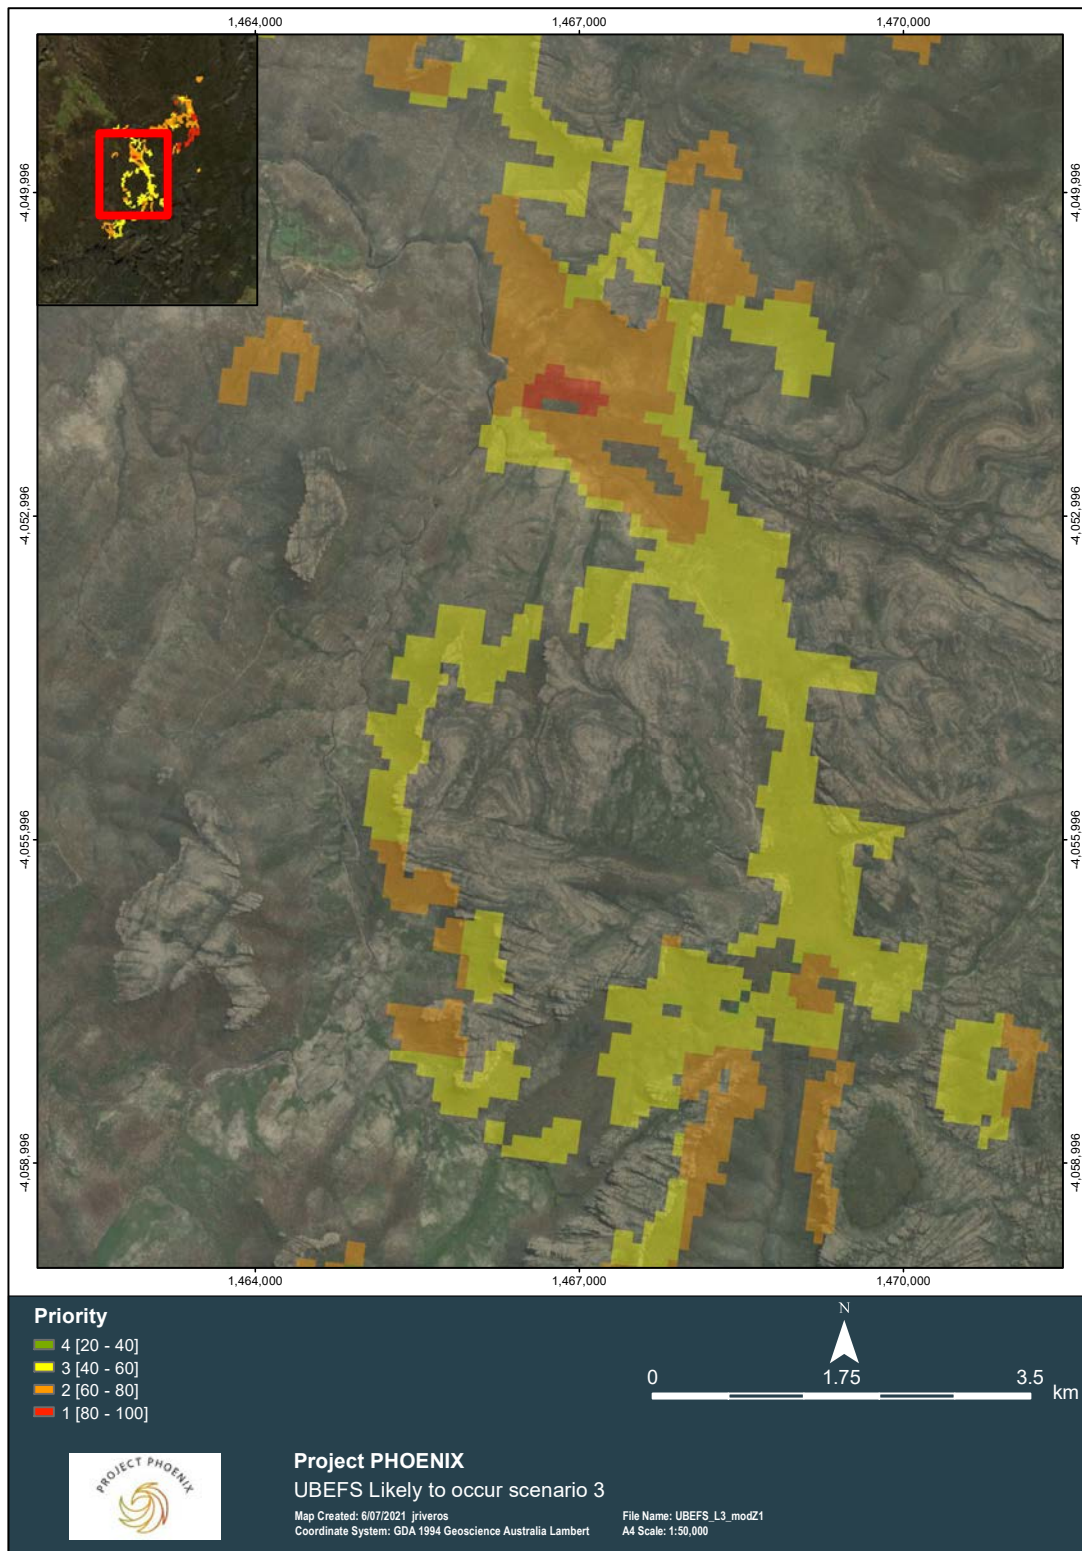 1,464,000 1,467,000 1,470,000
-4,049,996 -4,049,996
-4,052,996 -4,052,996
-4,055,996 -4,055,996
-4,058,996 -4,058,996
1,464,000 1,467,000 1,470,000
Priority
4 [20 - 40]
3 [40 - 60]
2 [60 - 80]
1 [80 - 100]
N
0 1.75 3.5
km
PROJECT PHOENIX
Project PHOENIX
UBEFS Likely to occur scenario 3
Map Created: 6/07/2021 jriveros File Name: UBEFS_L3_modZ1
Coordinate System: GDA 1994 Geoscience Australia Lambert A4 Scale: 1:50,000